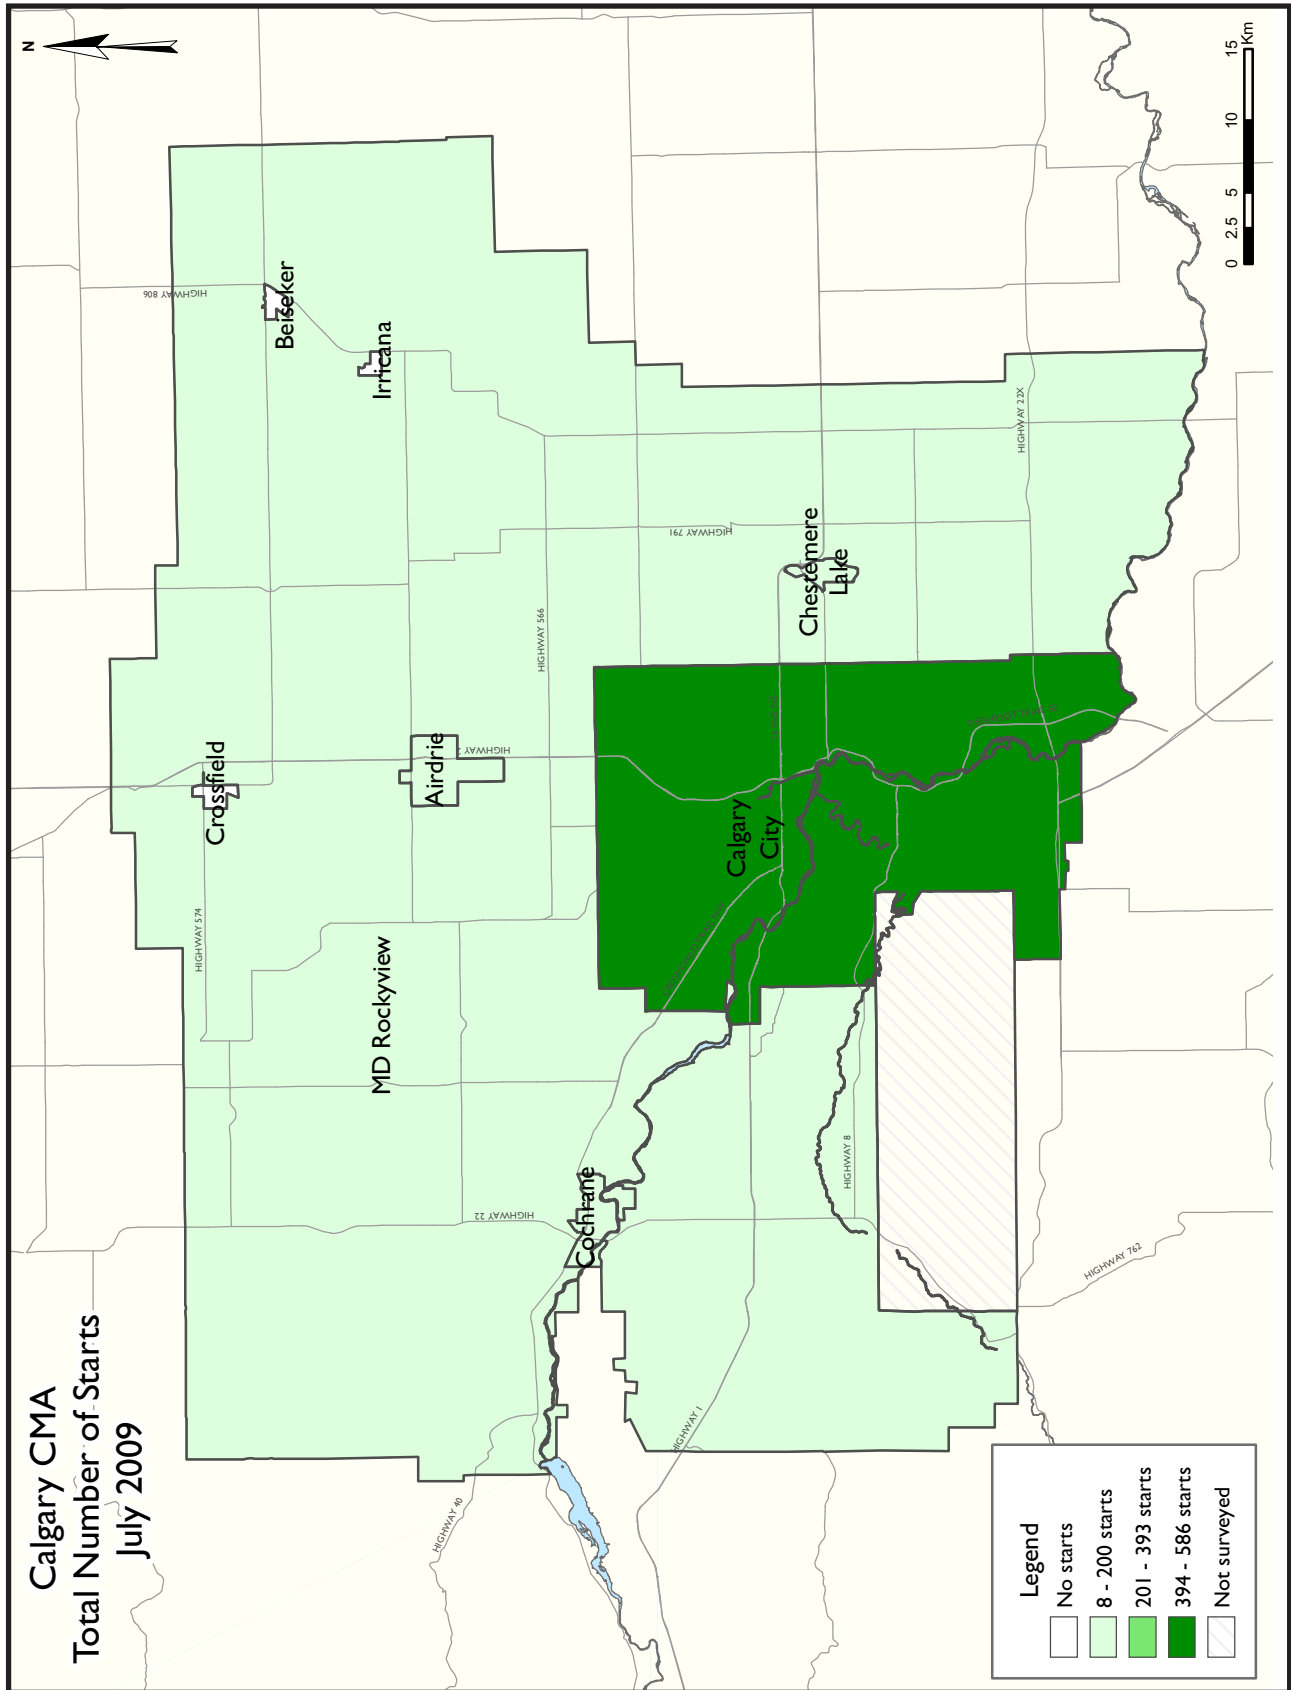 Calgary CMA
Total Number of Starts
July 2009
N
HIGHWAY 806
Beiseker
Irricana
Crossfield
HIGHWAY 574
Airdrie
HIGHWAY 2
HIGHWAY 566
MD Rockyview
HIGHWAY 791
Chestemere
Lake
HIGHWAY 22X
Calgary
City
HIGHWAY 22
Cochrane
HIGHWAY 8
HIGHWAY 1
HIGHWAY 40
HIGHWAY 762
Legend
No starts
8 - 200 starts
201 - 393 starts
394 - 586 starts
Not surveyed
0 2.5 5 10 15
Km